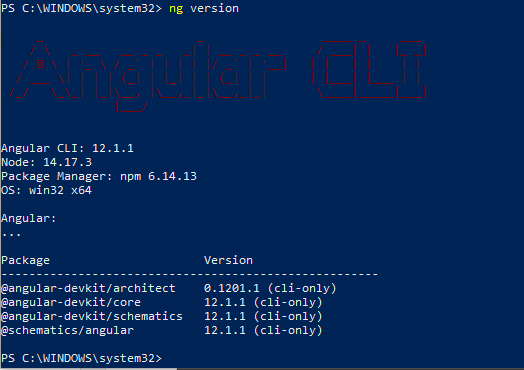 PS C:\WINDOWS\system32> ng version
Angular CLI
Angular CLI: 12.1.1
Node: 14.17.3
Package Manager: npm 6.14.13
OS: win32 x64
Angular:
...
Package Version
------------------------------------------------------
@angular-devkit/architect 0.1201.1 (cli-only)
@angular-devkit/core 12.1.1 (cli-only)
@angular-devkit/schematics 12.1.1 (cli-only)
@schematics/angular 12.1.1 (cli-only)
PS C:\WINDOWS\system32>